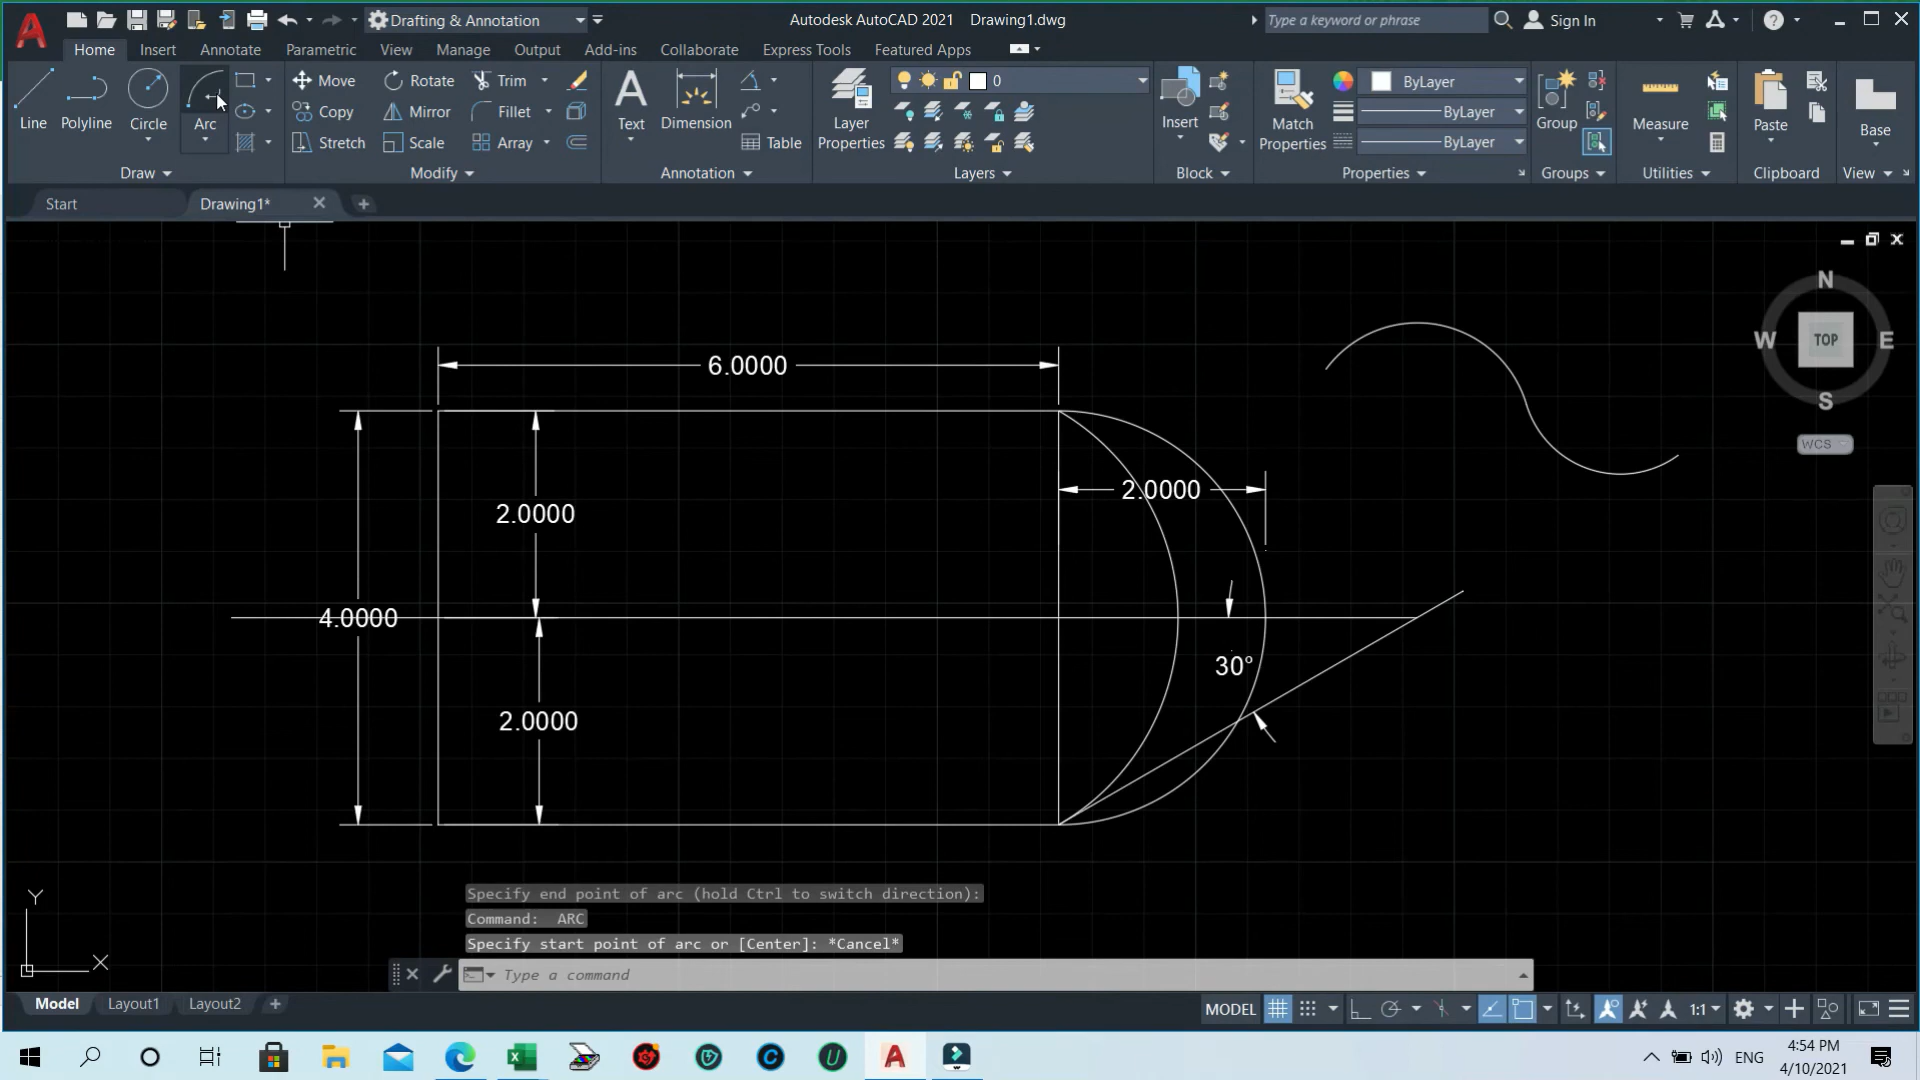 Drafting & Annotation
Autodesk AutoCAD 2021 Drawing1.dwg
Type a keyword or phrase
Sign In
Home Insert Annotate Parametric View Manage Output Add-ins Collaborate Express Tools Featured Apps
Line
Polyline
Circle
Arc
Move
Copy
Stretch
Rotate
Mirror
Scale
Trim
Fillet
Array
Text
Dimension
Table
Layer
Properties
0
Insert
Match
Properties
ByLayer
ByLayer
ByLayer
Group
Measure
Paste
Base
Draw Modify Annotation Layers Block Properties Groups Utilities Clipboard View
Start
Drawing1*
N
W TOP E
S
WCS
6.0000
2.0000
2.0000
4.0000
30°
2.0000
Specify end point of arc (hold Ctrl to switch direction):
Command: ARC
Specify start point of arc or [Center]: *Cancel*
Type a command
Y
X
Model Layout1 Layout2
MODEL
1:1
ENG
4:54 PM
4/10/2021